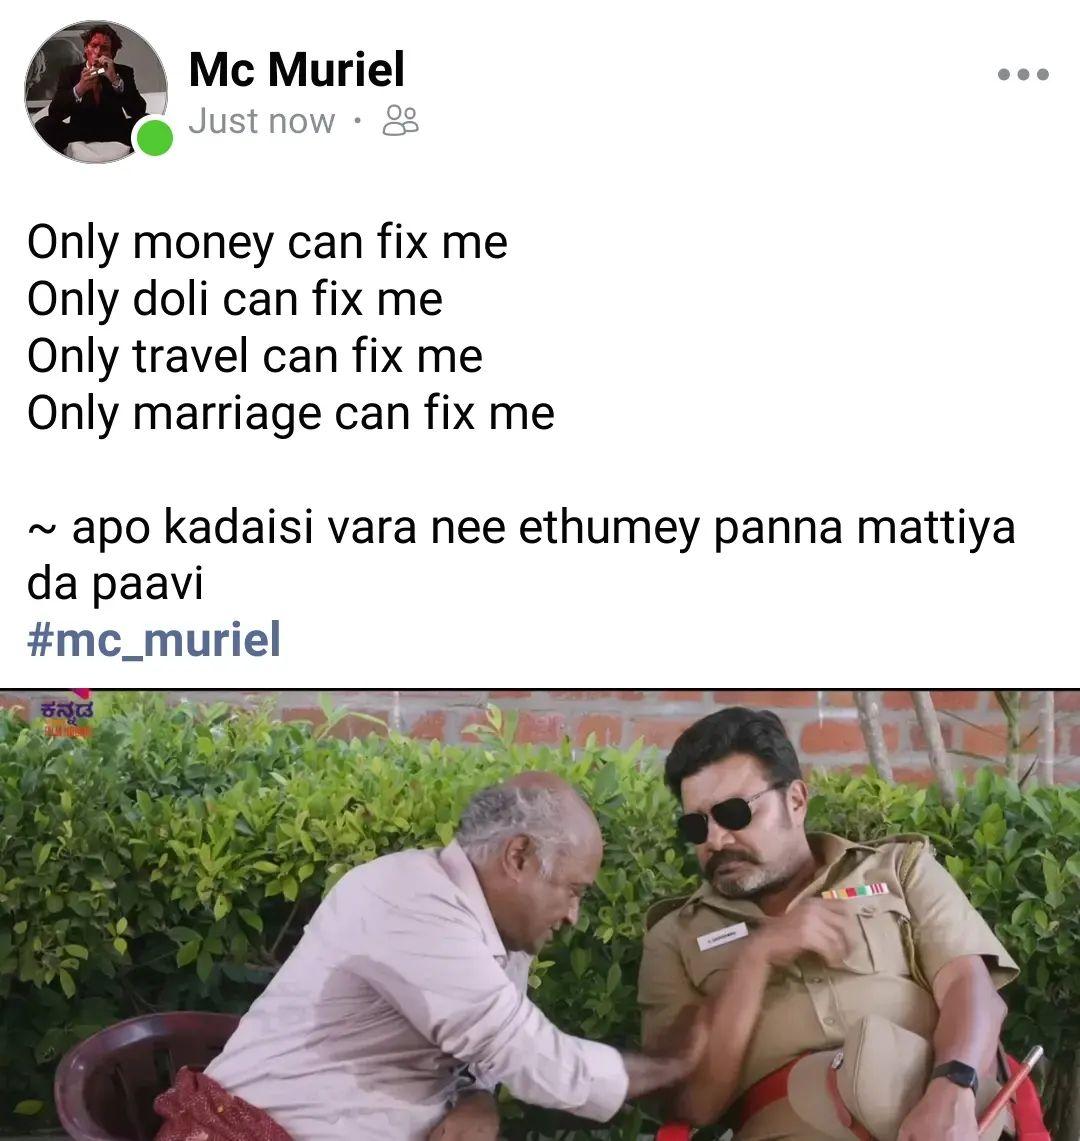 Mc Muriel
Just now ·
Only money can fix me
Only doli can fix me
Only travel can fix me
Only marriage can fix me
~ apo kadaisi vara nee ethumey panna mattiya
da paavi
#mc_muriel
ಕನ್ನಡ